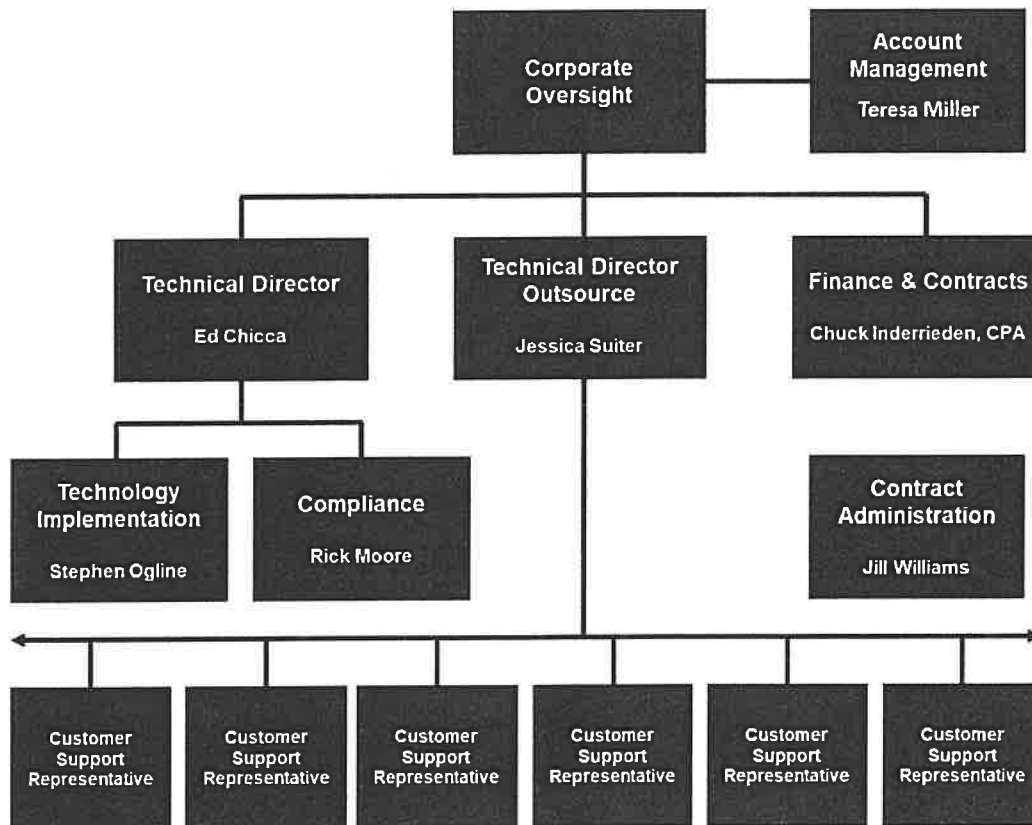 Corporate
Oversight
Account
Management
Teresa Miller
Technical Director
Ed Chicca
Technical Director
Outsource
Jessica Suiter
Finance & Contracts
Chuck Inderrieden, CPA
Technology
Implementation
Stephen Ogline
Compliance
Rick Moore
Contract
Administration
Jill Williams
Customer
Support
Representative
Customer
Support
Representative
Customer
Support
Representative
Customer
Support
Representative
Customer
Support
Representative
Customer
Support
Representative